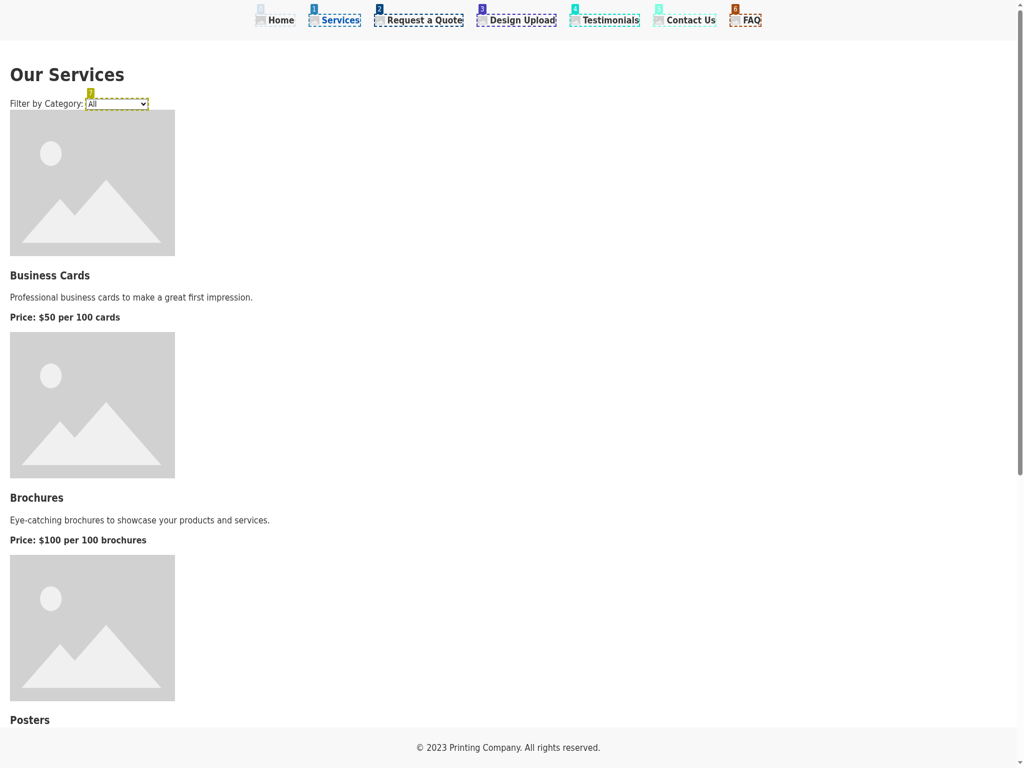 0 1 2 3 4 5 6
Home Services Request a Quote Design Upload Testimonials Contact Us FAQ
Our Services
7
Filter by Category: All
Business Cards
Professional business cards to make a great first impression.
Price: $50 per 100 cards
Brochures
Eye-catching brochures to showcase your products and services.
Price: $100 per 100 brochures
Posters
© 2023 Printing Company. All rights reserved.